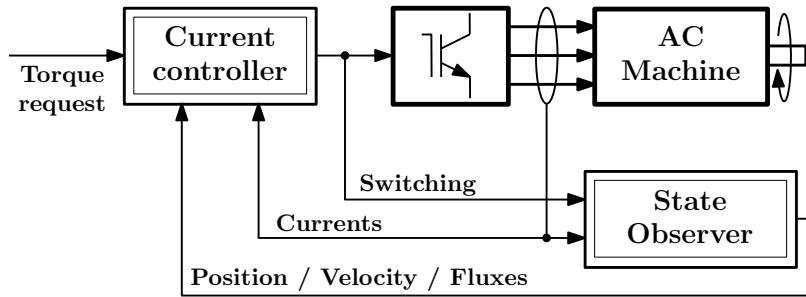 Current
controller
AC
Machine
Torque
request
Switching
State
Observer
Currents
Position / Velocity / Fluxes